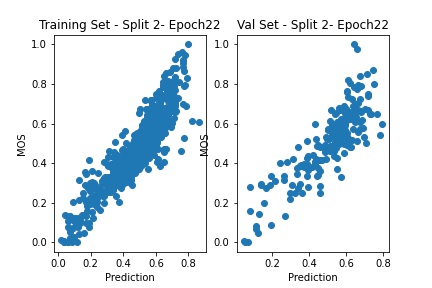 Training Set - Split 2- Epoch22
1.0
0.8
0.6
0.4
0.2
0.0
MOS
0.0 0.2 0.4 0.6 0.8
Prediction
Val Set - Split 2- Epoch22
1.0
0.8
0.6
0.4
0.2
0.0
MOS
0.2 0.4 0.6 0.8
Prediction